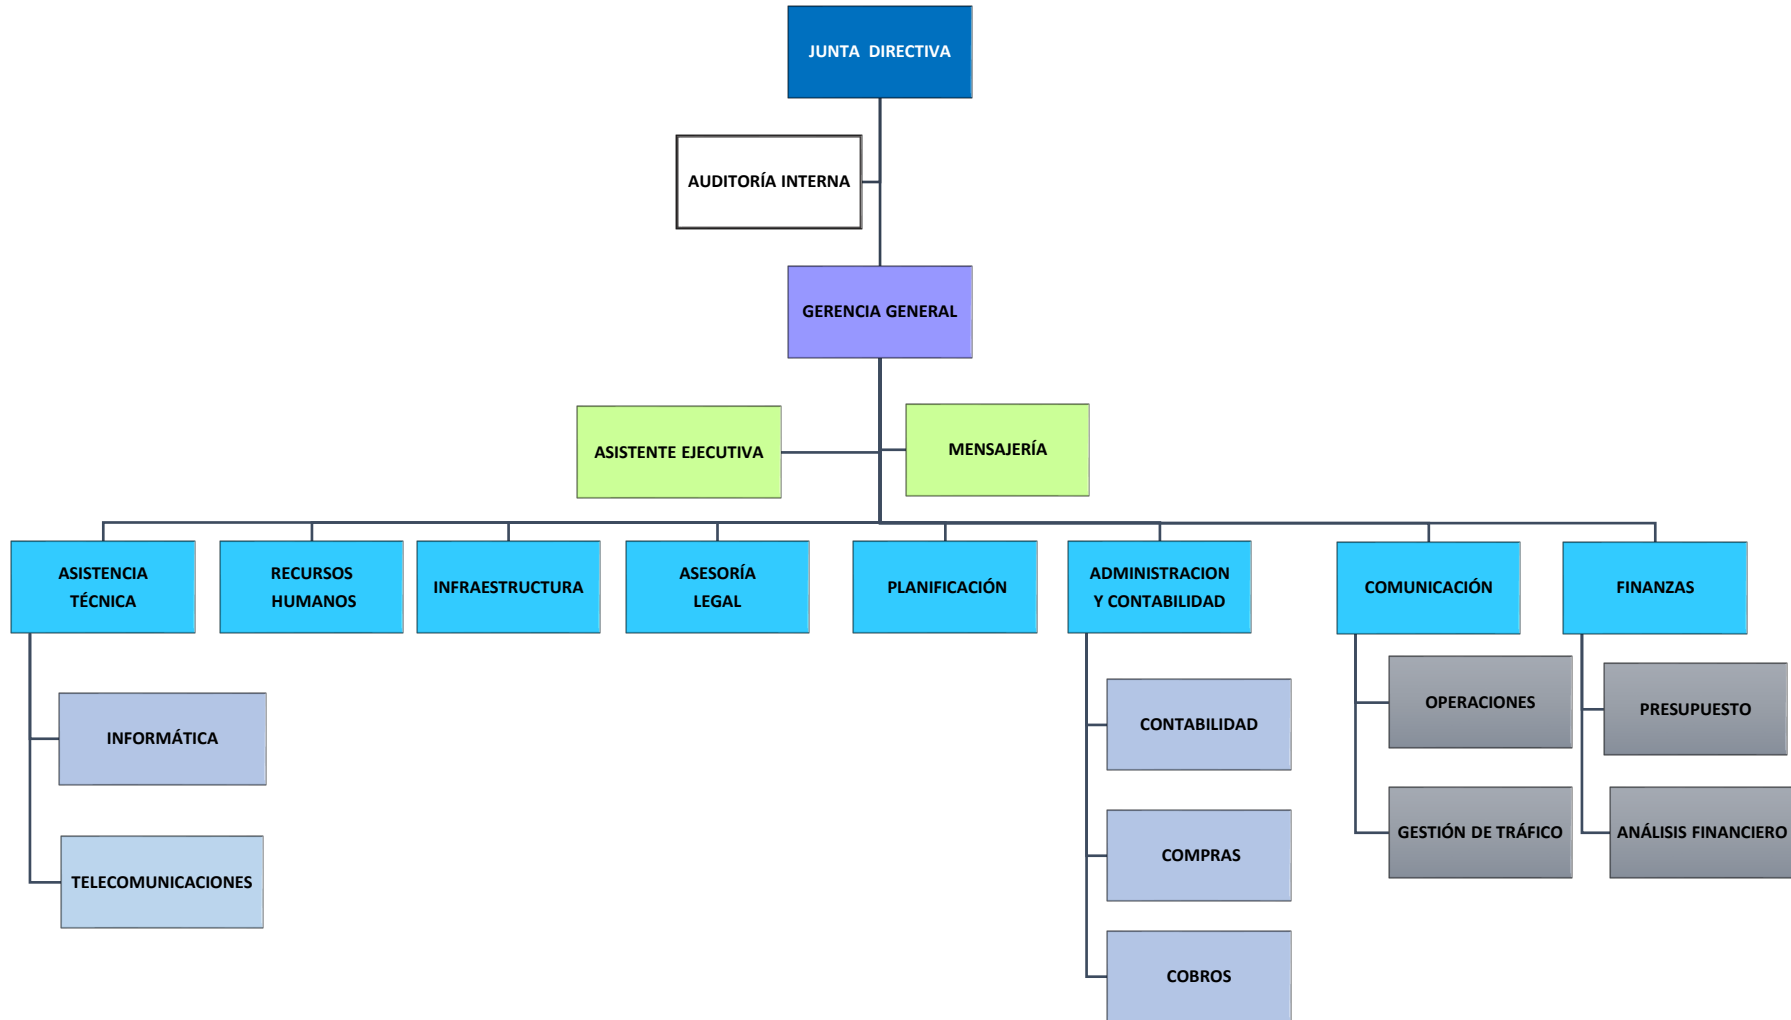 JUNTA DIRECTIVA
AUDITORÍA INTERNA
GERENCIA GENERAL
ASISTENTE EJECUTIVA
MENSAJERÍA
ASISTENCIA
TÉCNICA
RECURSOS
HUMANOS
INFRAESTRUCTURA
ASESORÍA
LEGAL
PLANIFICACIÓN
ADMINISTRACION
Y CONTABILIDAD
COMUNICACIÓN
FINANZAS
INFORMÁTICA
TELECOMUNICACIONES
CONTABILIDAD
COMPRAS
COBROS
OPERACIONES
GESTIÓN DE TRÁFICO
PRESUPUESTO
ANÁLISIS FINANCIERO